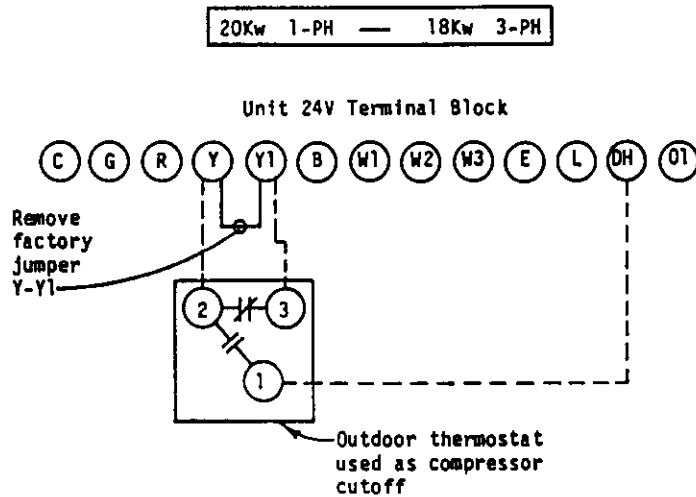 20Kw 1-PH — 18Kw 3-PH
Unit 24V Terminal Block
C G R Y Y1 B W1 W2 W3 E L DH O1
Remove
factory
jumper
Y-Y1
2 3
1
Outdoor thermostat
used as compressor
cutoff